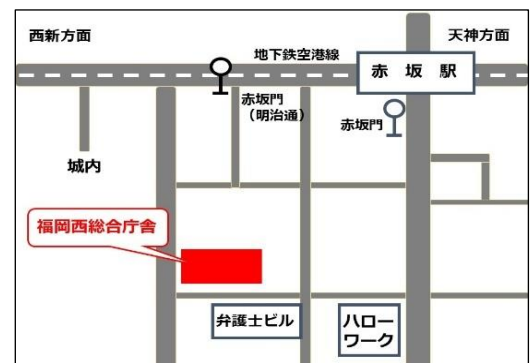 西新方面
天神方面
地下鉄空港線
赤坂駅
赤坂門
（明治通）
赤坂門
城内
福岡西総合庁舎
弁護士ビル
ハロー
ワーク